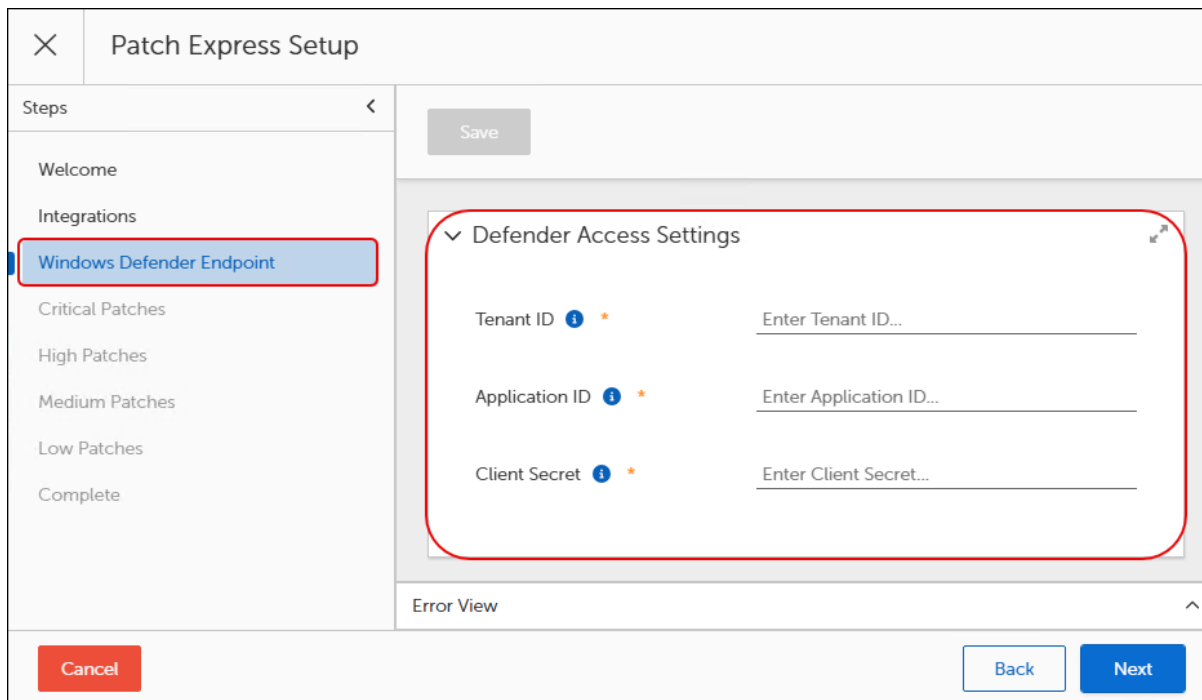 Patch Express Setup
Steps
Save
Welcome
Integrations
Windows Defender Endpoint
Critical Patches
High Patches
Medium Patches
Low Patches
Complete
Defender Access Settings
Tenant ID * Enter Tenant ID...
Application ID * Enter Application ID...
Client Secret * Enter Client Secret...
Error View
Cancel
Back
Next